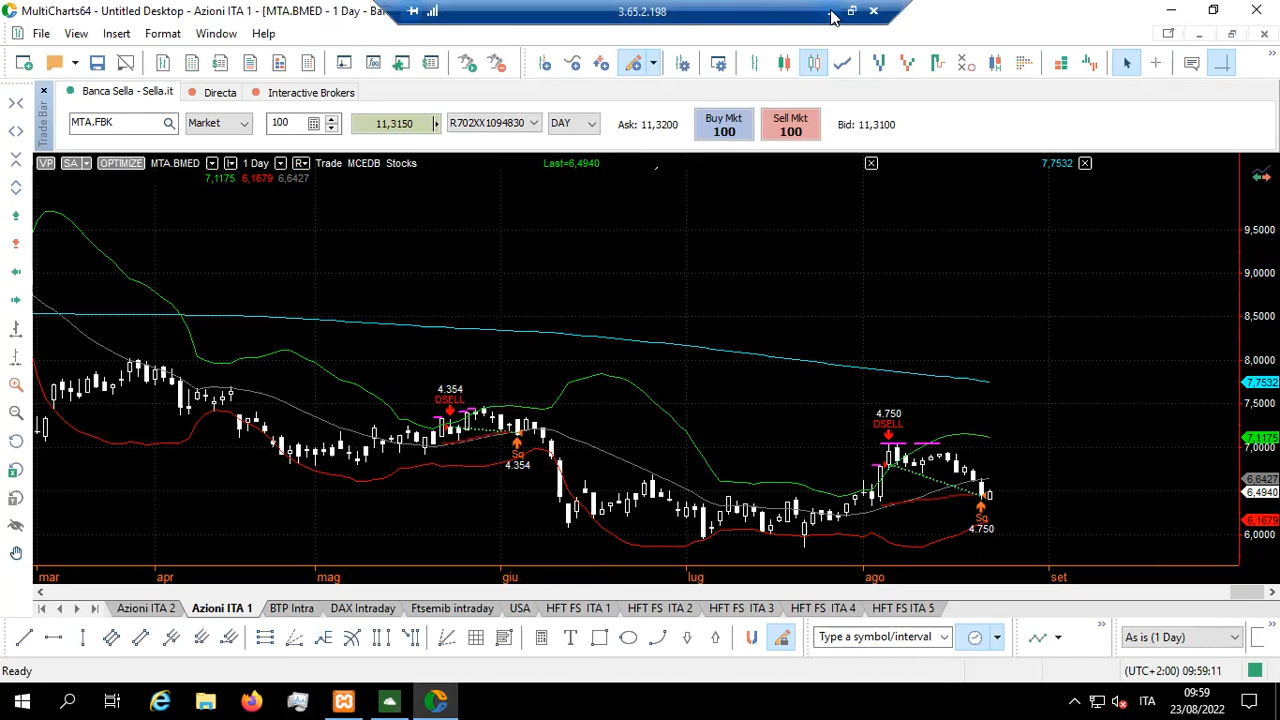 MultiCharts64 - Untitled Desktop - Azioni ITA 1 - [MTA.BMED - 1 Day - Ba
3.65.2.198
File View Insert Format Window Help
Trade Bar
Banca Sella - Sella.it Directa Interactive Brokers
MTA.FBK Market 100 11,3150 R702XX1094830 DAY Ask: 11,3200 Buy Mkt 100 Sell Mkt 100 Bid: 11,3100
VP SA OPTIMIZE MTA.BMED 1 Day R Trade MCEDB Stocks Last=6,4940 7,7532
7,1175 6,1679 6,6427
9,5000
9,0000
8,5000
8,0000
7,7532
7,5000
7,1175
7,0000
6,6427
6,4940
6,1679
6,0000
4.354
DSELL
Sq
4.354
4.750
DSELL
Sq
4.750
mar apr mag giu lug ago set
Azioni ITA 2 Azioni ITA 1 BTP Intra DAX Intraday Ftsemib intraday USA HFT FS ITA 1 HFT FS ITA 2 HFT FS ITA 3 HFT FS ITA 4 HFT FS ITA 5
Type a symbol/interval As is (1 Day)
Ready (UTC+2:00) 09:59:11
ITA 09:59
23/08/2022